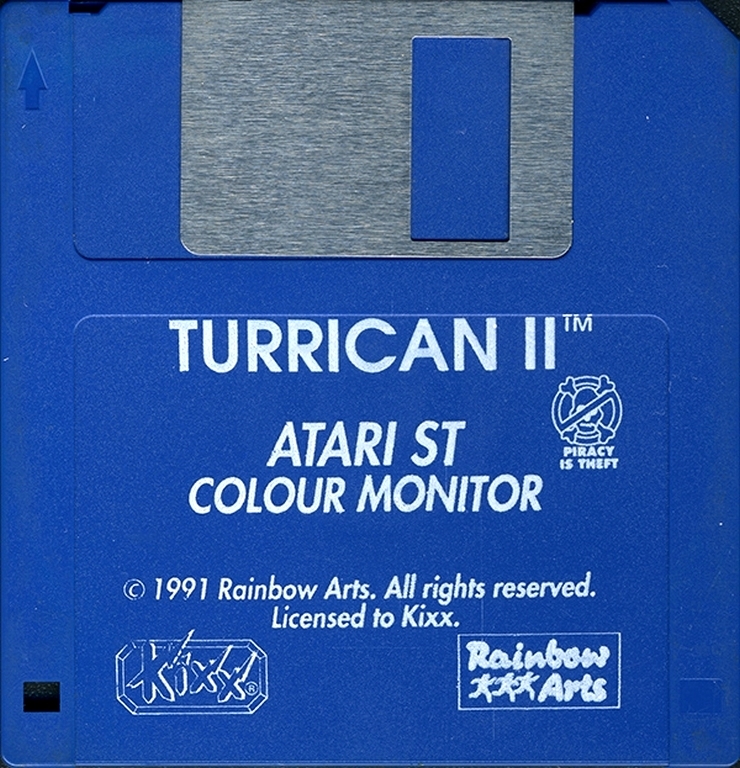 TURRICAN II™
ATARI ST
COLOUR MONITOR
PIRACY
IS THEFT
© 1991 Rainbow Arts. All rights reserved.
Licensed to Kixx.
Kixx®
Rainbow
Arts